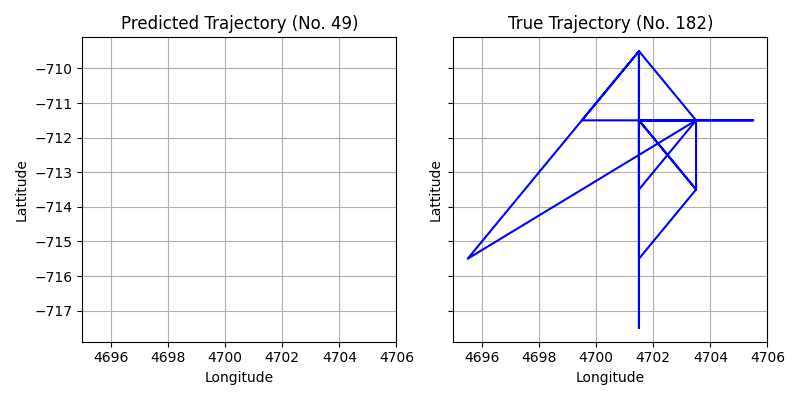 Predicted Trajectory (No. 49)
True Trajectory (No. 182)
Lattitude
−710
−711
−712
−713
−714
−715
−716
−717
4696 4698 4700 4702 4704 4706
Longitude
Lattitude
4696 4698 4700 4702 4704 4706
Longitude